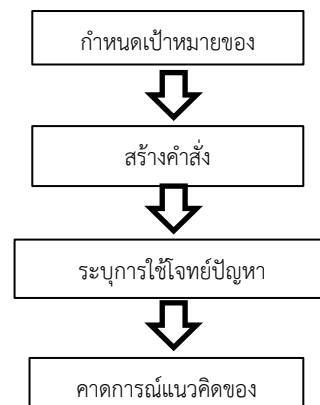 กำหนดเป้าหมายของ
สร้างคำสั่ง
ระบุการใช้โจทย์ปัญหา
คาดการณ์แนวคิดของ